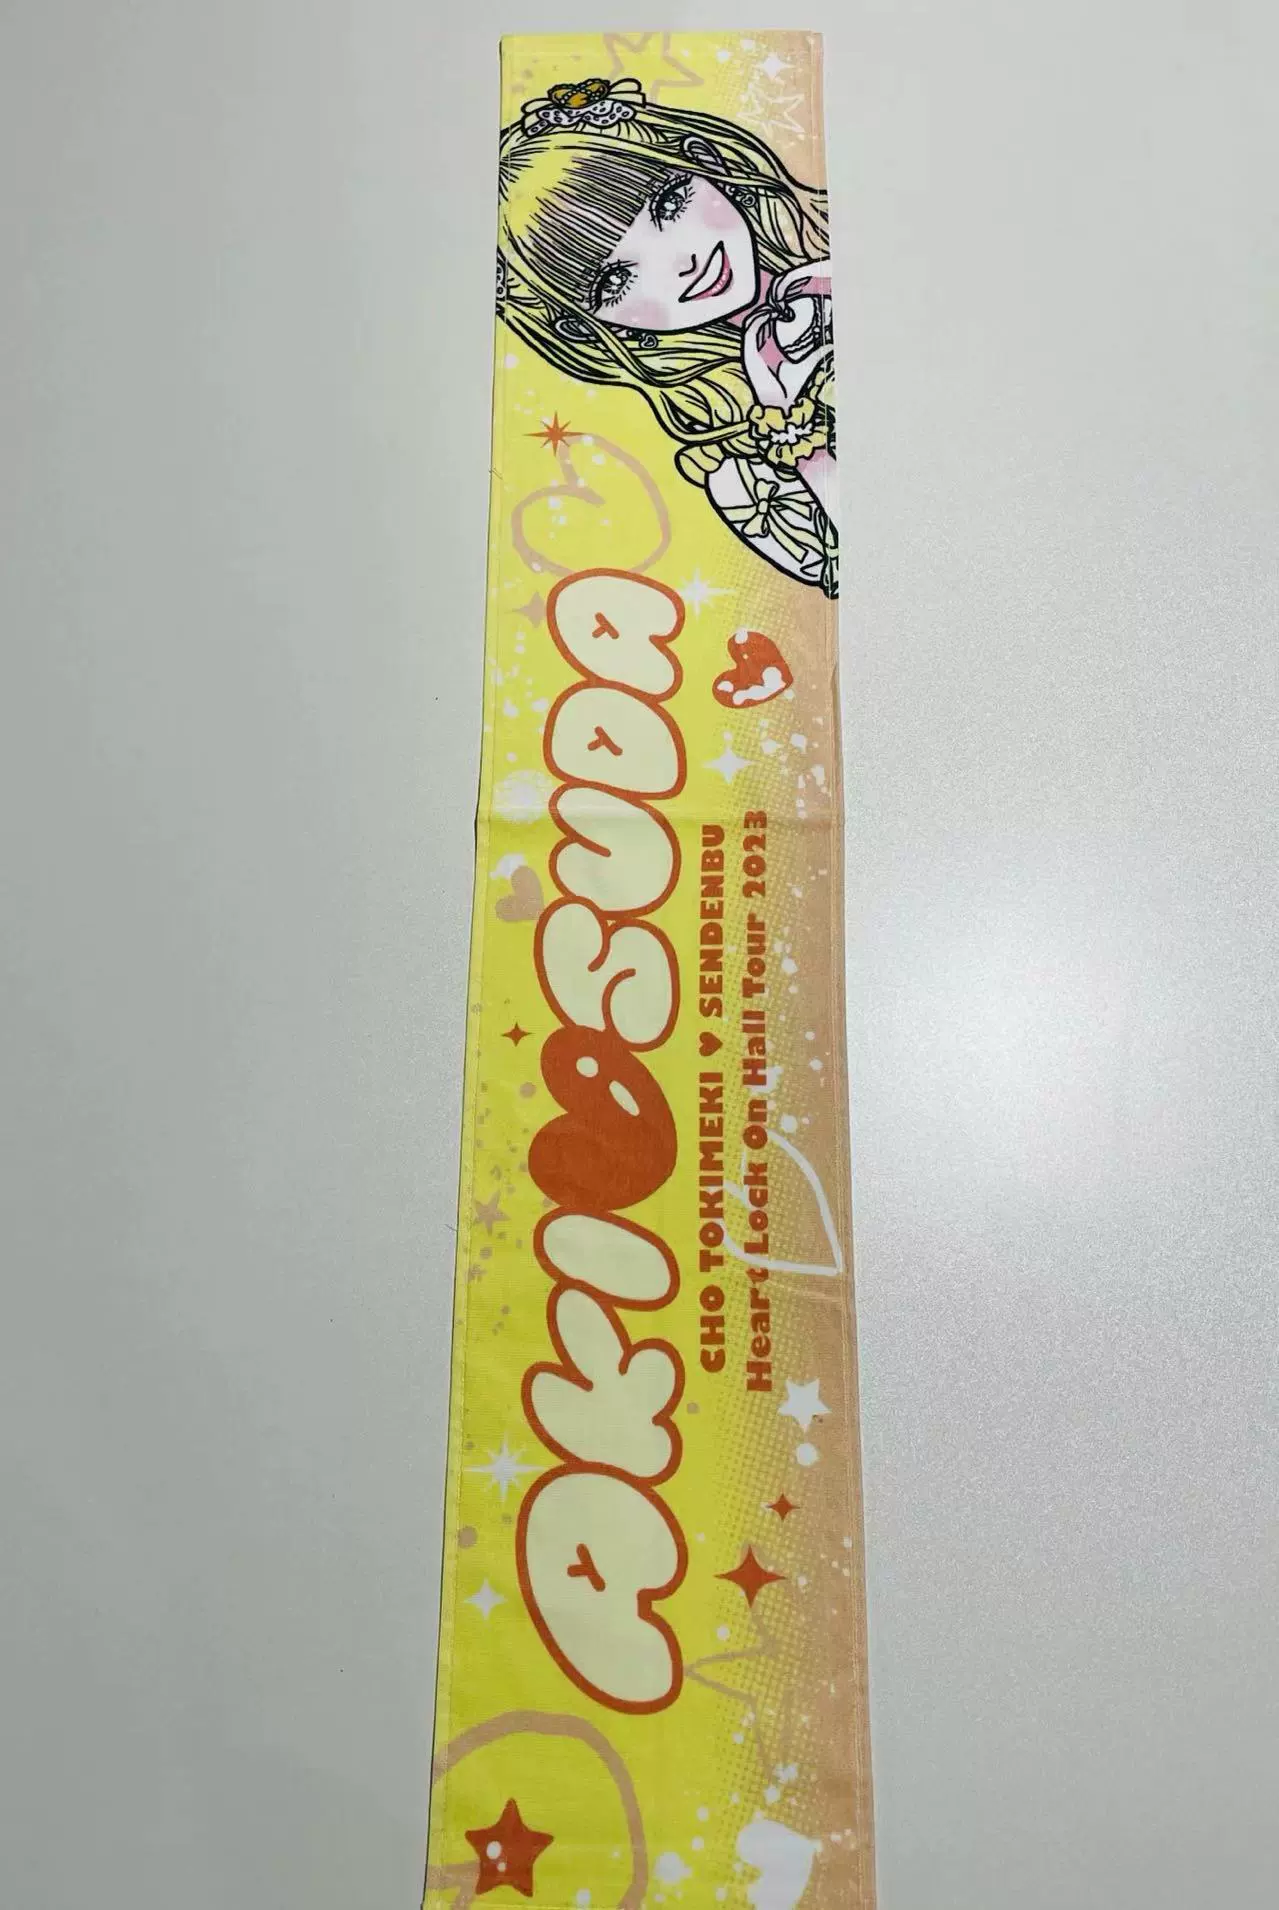 AKI♥SUDA
CHO TOKIMEKI ♥ SENDENBU
Heart Lock On Hall Tour 2023